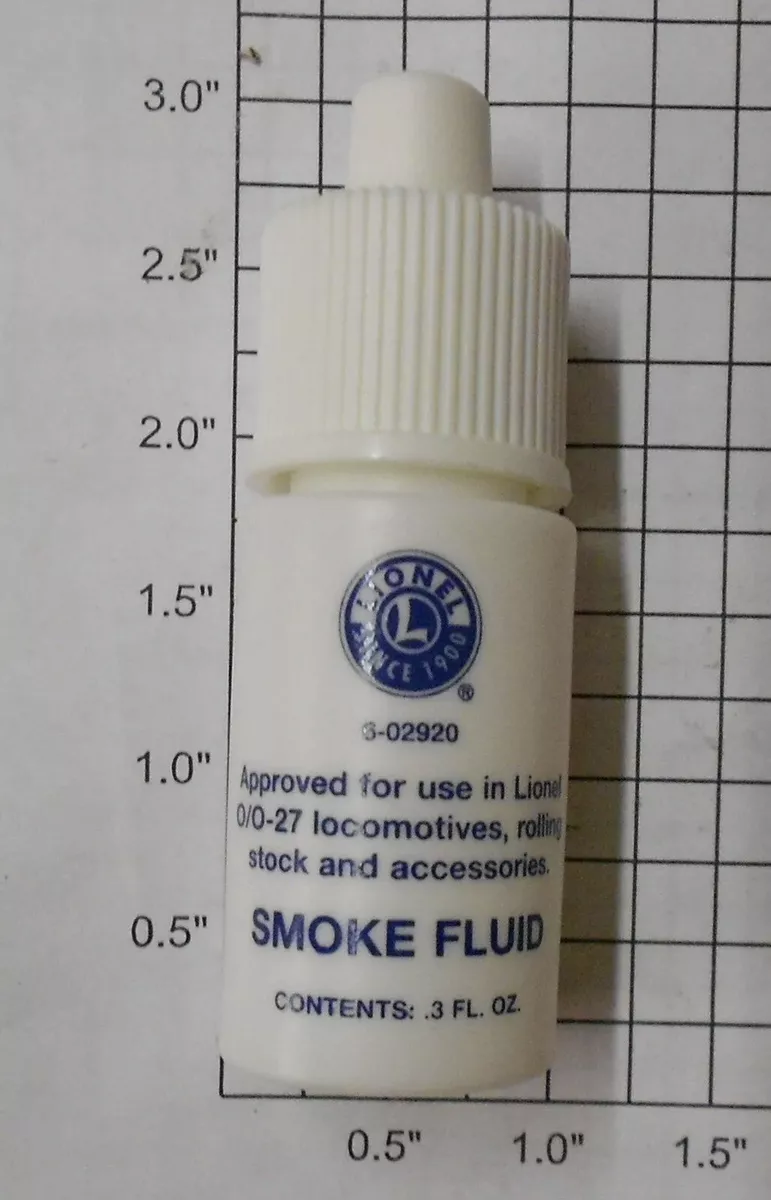 3.0"
2.5"
2.0"
1.5"
1.0"
0.5"
LIONEL
L
SINCE 1900
®
6-02920
Approved for use in Lionel
O/O-27 locomotives, rolling
stock and accessories.
SMOKE FLUID
CONTENTS: .3 FL. OZ.
0.5" 1.0" 1.5"